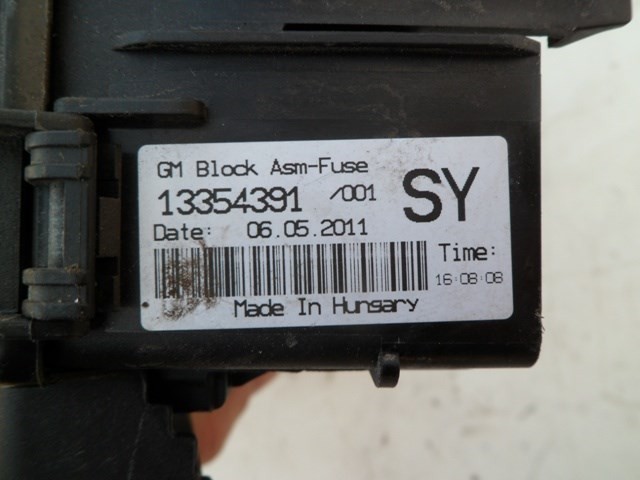 GM Block Asm-Fuse
13354391 /001 SY
Date: 06.05.2011
Time:
16:08:08
Made In Hungary